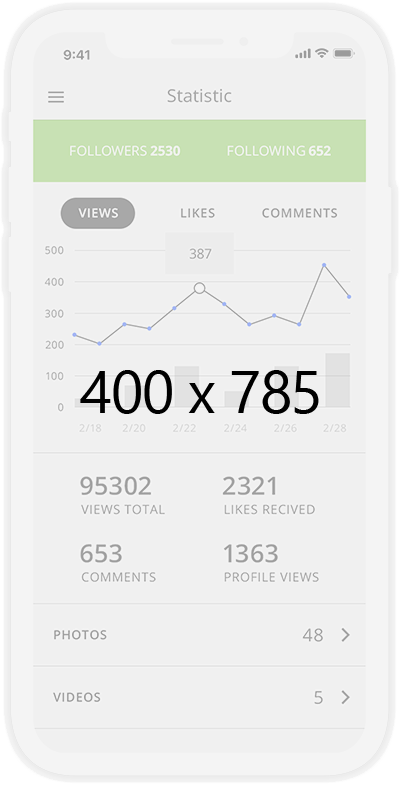 9:41
Statistic
FOLLOWERS 2530 FOLLOWING 652
VIEWS LIKES COMMENTS
500
387
400
300
200
100
400 x 785
0
2/18 2/20 2/22 2/24 2/26 2/28
95302 2321
VIEWS TOTAL LIKES RECIVED
653 1363
COMMENTS PROFILE VIEWS
PHOTOS 48
VIDEOS 5